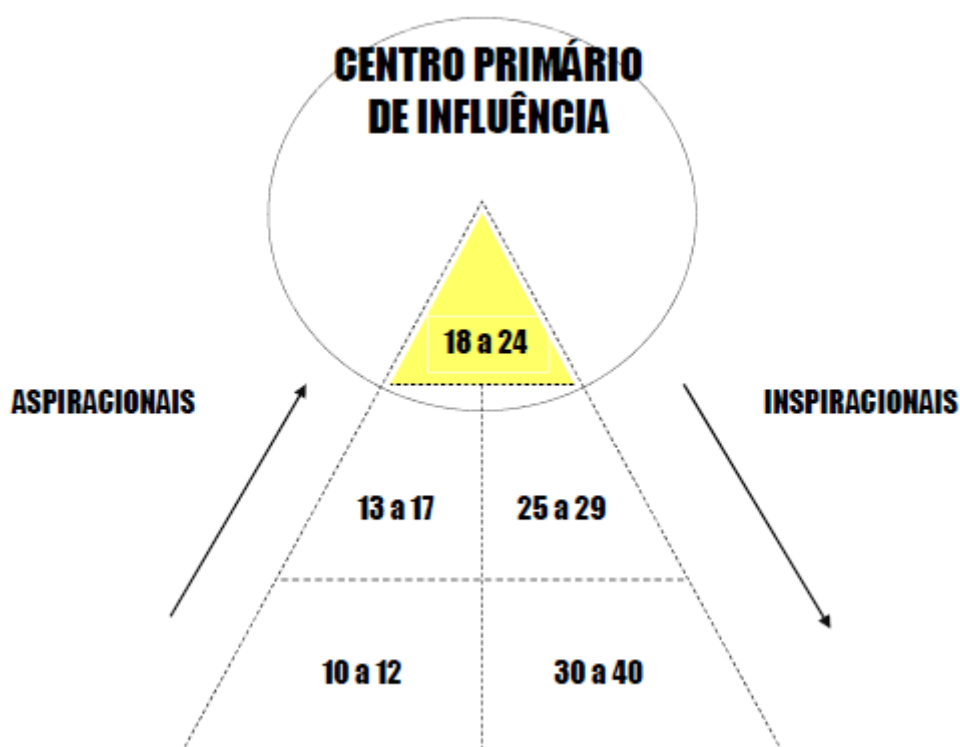 CENTRO PRIMÁRIO
DE INFLUÊNCIA
18 a 24
ASPIRACIONAIS
INSPIRACIONAIS
13 a 17
25 a 29
10 a 12
30 a 40